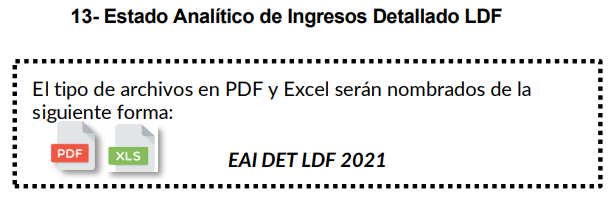 13- Estado Analítico de Ingresos Detallado LDF
El tipo de archivos en PDF y Excel serán nombrados de la
siguiente forma:
PDF XLS
EAI DET LDF 2021